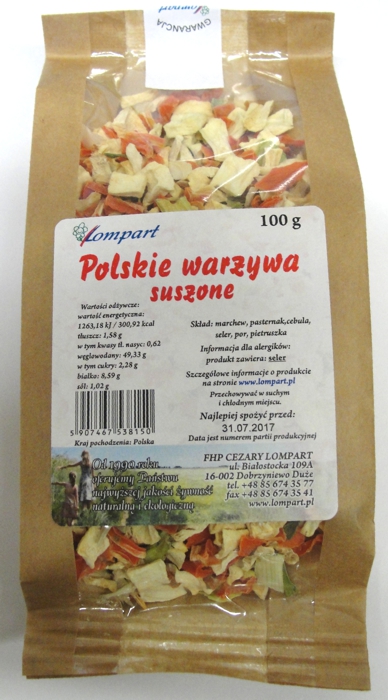 Lompart
GWARANCJA
Lompart
100 g
Polskie warzywa
suszone
Wartości odżywcze:
wartość energetyczna:
1263,18 kJ / 300,92 kcal
tłuszcz: 1,58 g
w tym kwasy tł. nasyc: 0,62
węglowodany: 49,33 g
w tym cukry: 2,28 g
białko: 8,59 g
sól: 1,02 g
5 907467 538150
Kraj pochodzenia: Polska
Skład: marchew, pasternak,cebula,
seler, por, pietruszka
Informacja dla alergików:
produkt zawiera: seler
Szczegółowe informacje o produkcie
na stronie www.lompart.pl
Przechowywać w suchym
i chłodnym miejscu.
Najlepiej spożyć przed:
31.07.2017
Data jest numerem partii produkcyjnej
Od 1990 roku...
oferujemy Państwu
najwyższej jakości żywność
naturalną i ekologiczną
FHP CEZARY LOMPART
ul. Białostocka 109A
16-002 Dobrzyniewo Duże
tel. +48 85 674 35 77
fax +48 85 674 35 41
www.lompart.pl